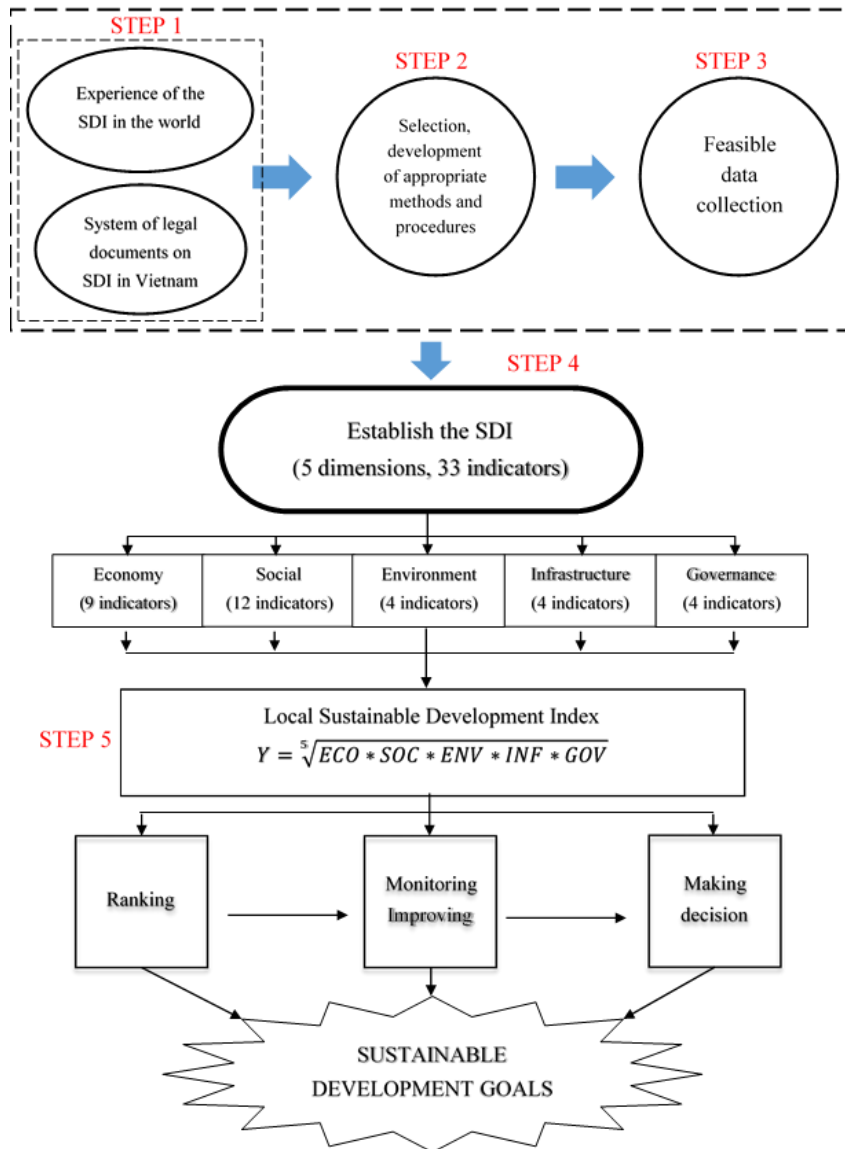 STEP 1
Experience of the
SDI in the world
System of legal
documents on
SDI in Vietnam
STEP 2
Selection,
development
of appropriate
methods and
procedures
STEP 3
Feasible
data
collection
STEP 4
Establish the SDI
(5 dimensions, 33 indicators)
Economy
(9 indicators)
Social
(12 indicators)
Environment
(4 indicators)
Infrastructure
(4 indicators)
Governance
(4 indicators)
STEP 5
Local Sustainable Development Index
Y = ⁵√ECO * SOC * ENV * INF * GOV
Ranking
Monitoring
Improving
Making
decision
SUSTAINABLE
DEVELOPMENT GOALS